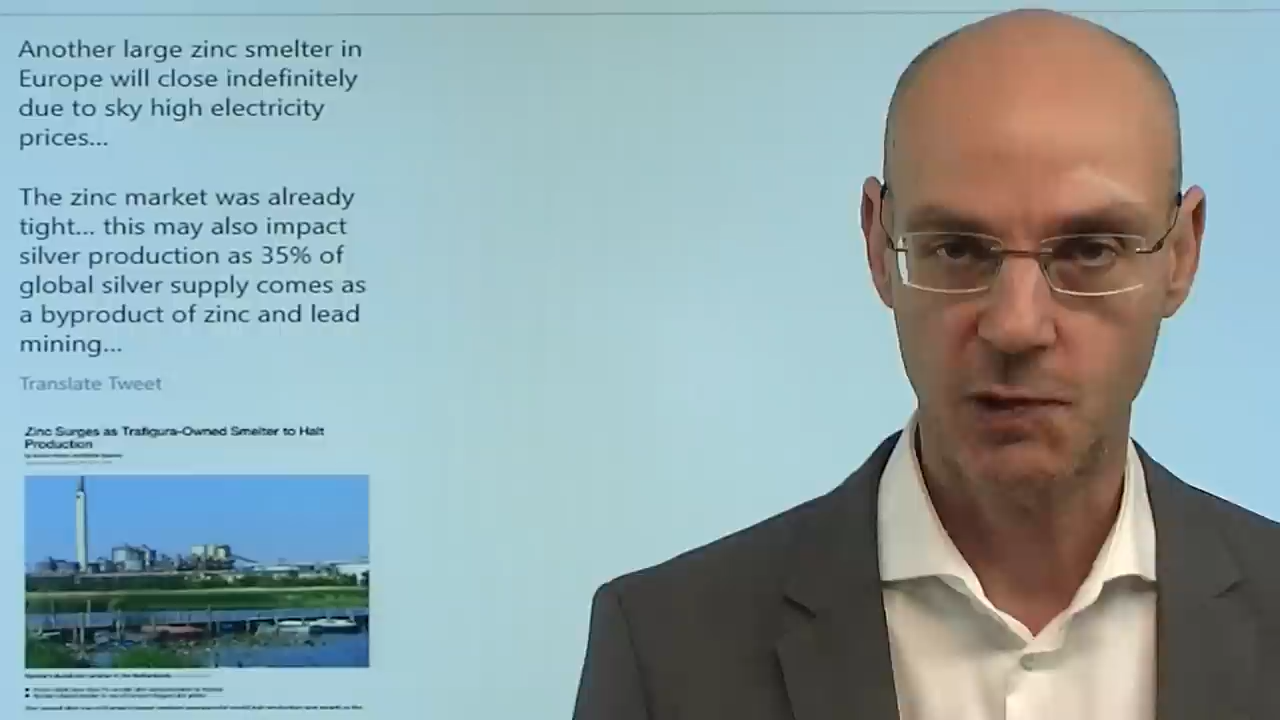 Another large zinc smelter in
Europe will close indefinitely
due to sky high electricity
prices...
The zinc market was already
tight... this may also impact
silver production as 35% of
global silver supply comes as
a byproduct of zinc and lead
mining...
Translate Tweet
Zinc Surges as Trafigura-Owned Smelter to Halt
Production